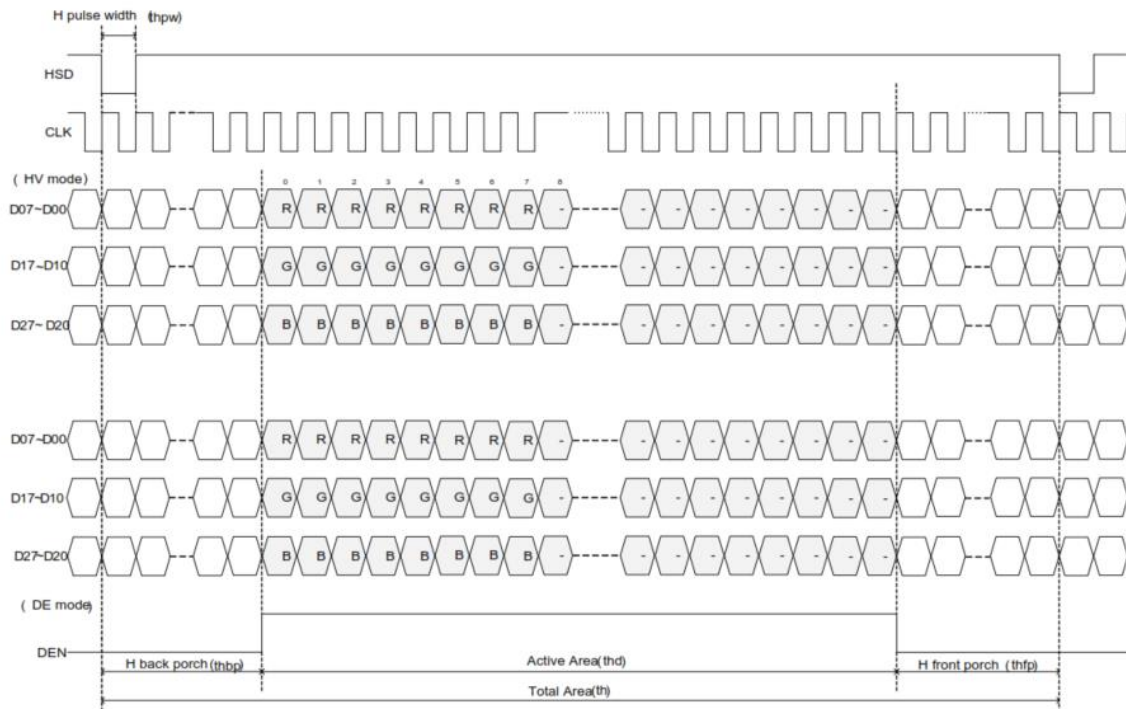 H pulse width (thpw)
HSD
CLK
( HV mode)
0 1 2 3 4 5 6 7 8
D07~D00 R R R R R R R R - - - - - - - - -
D17~D10 G G G G G G G G - - - - - - - - -
D27~D20 B B B B B B B B - - - - - - - - -
D07~D00 R R R R R R R R - - - - - - - - -
D17~D10 G G G G G G G G - - - - - - - - -
D27~D20 B B B B B B B B - - - - - - - - -
( DE mode)
DEN
H back porch (thbp) Active Area(thd) H front porch (thfp)
Total Area(th)